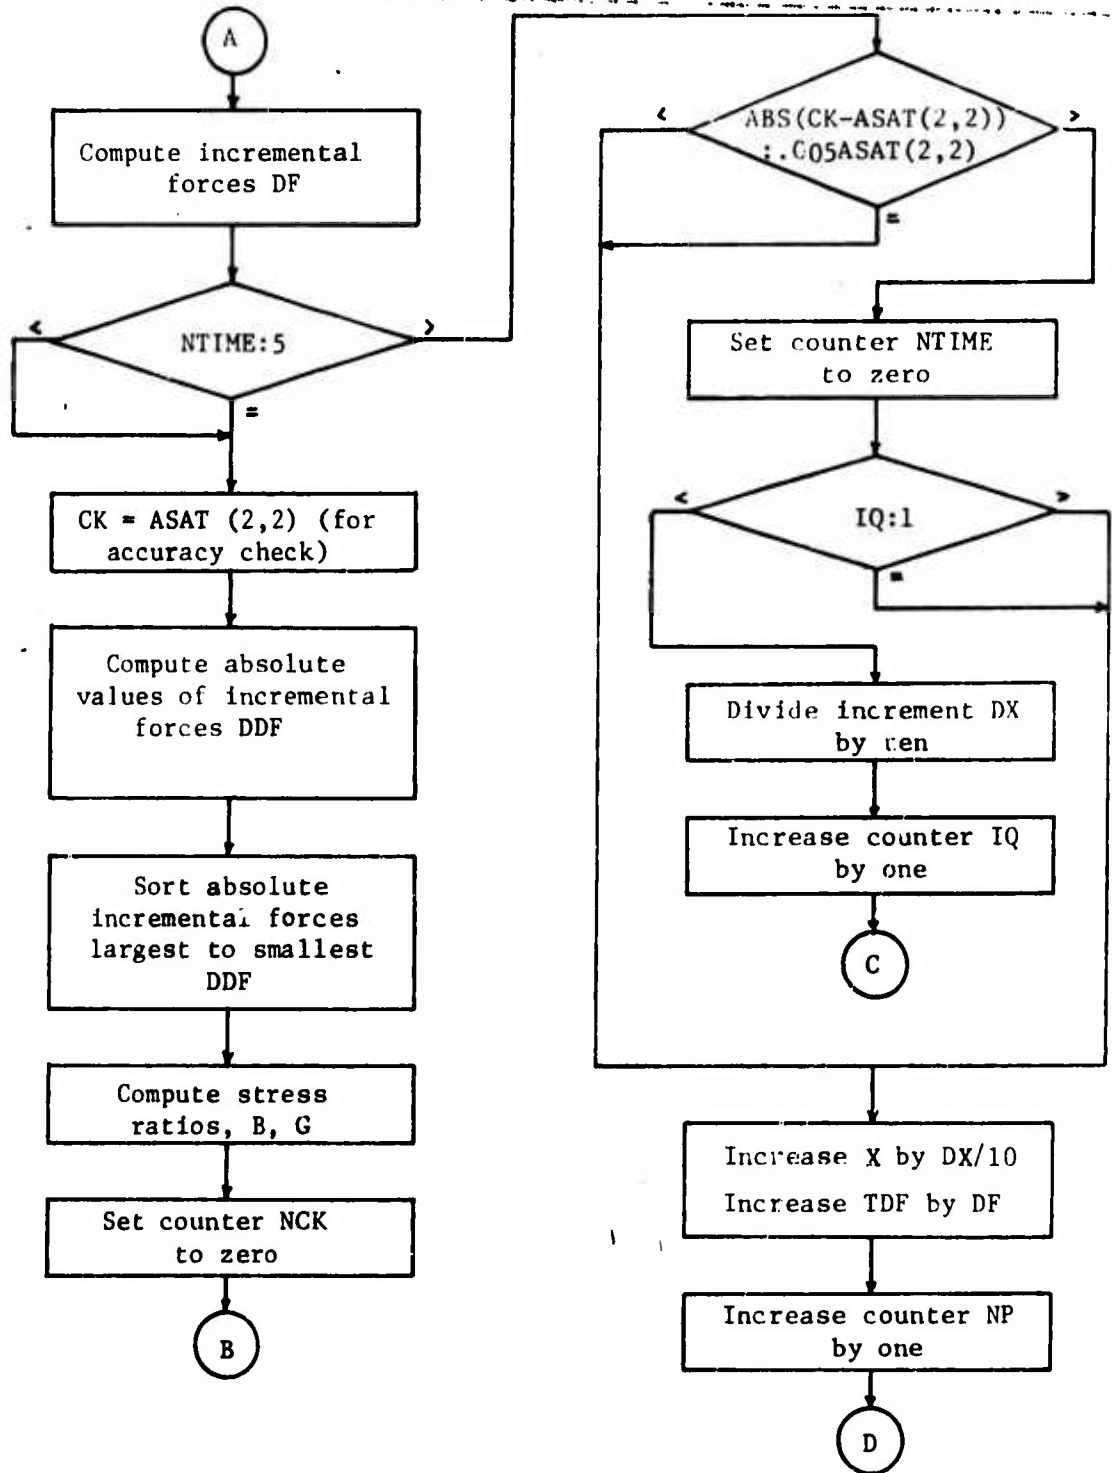 A
Compute incremental
forces DF
<
>
NTIME:5
=
CK = ASAT (2,2) (for
accuracy check)
Compute absolute
values of incremental
forces DDF
Sort absolute
incremental forces
largest to smallest
DDF
Compute stress
ratios, B, G
Set counter NCK
to zero
B
<
>
ABS(CK-ASAT(2,2))
:.005ASAT(2,2)
=
Set counter NTIME
to zero
<
>
IQ:1
=
Divide increment DX
by ten
Increase counter IQ
by one
C
Increase X by DX/10
Increase TDF by DF
Increase counter NP
by one
D